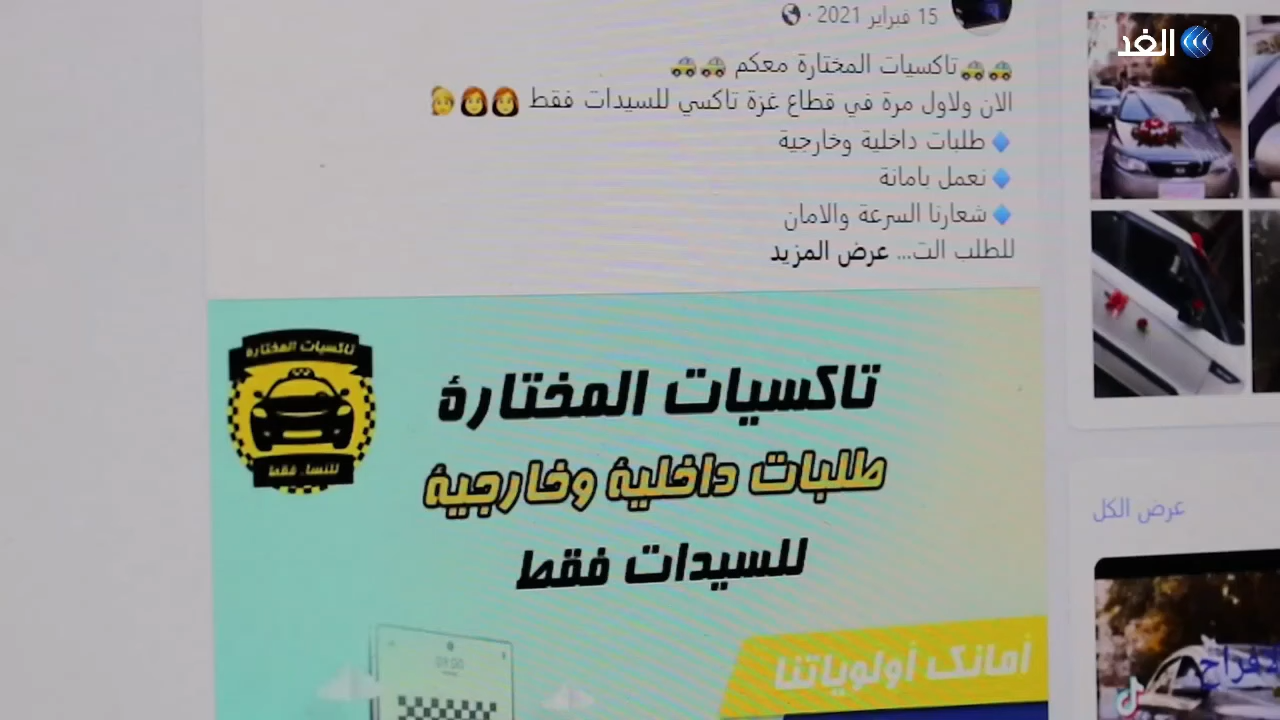 15 فبراير 2021
الغد
تاكسيات المختارة معكم
الان ولاول مرة في قطاع غزة تاكسي للسيدات فقط
طلبات داخلية وخارجية
نعمل بامانة
شعارنا السرعة والامان
للطلب الت... عرض المزيد
تاكسيات المختارة
للنساء فقط
تاكسيات المختارة
طلبات داخلية وخارجية
للسيدات فقط
عرض الكل
09:00
أمانك أولوياتنا